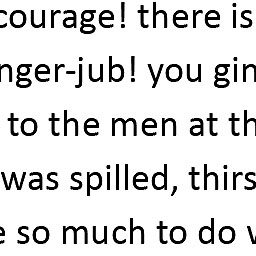 courage! there is
nger-jub! you gin
to the men at th
was spilled, thirs
e so much to do